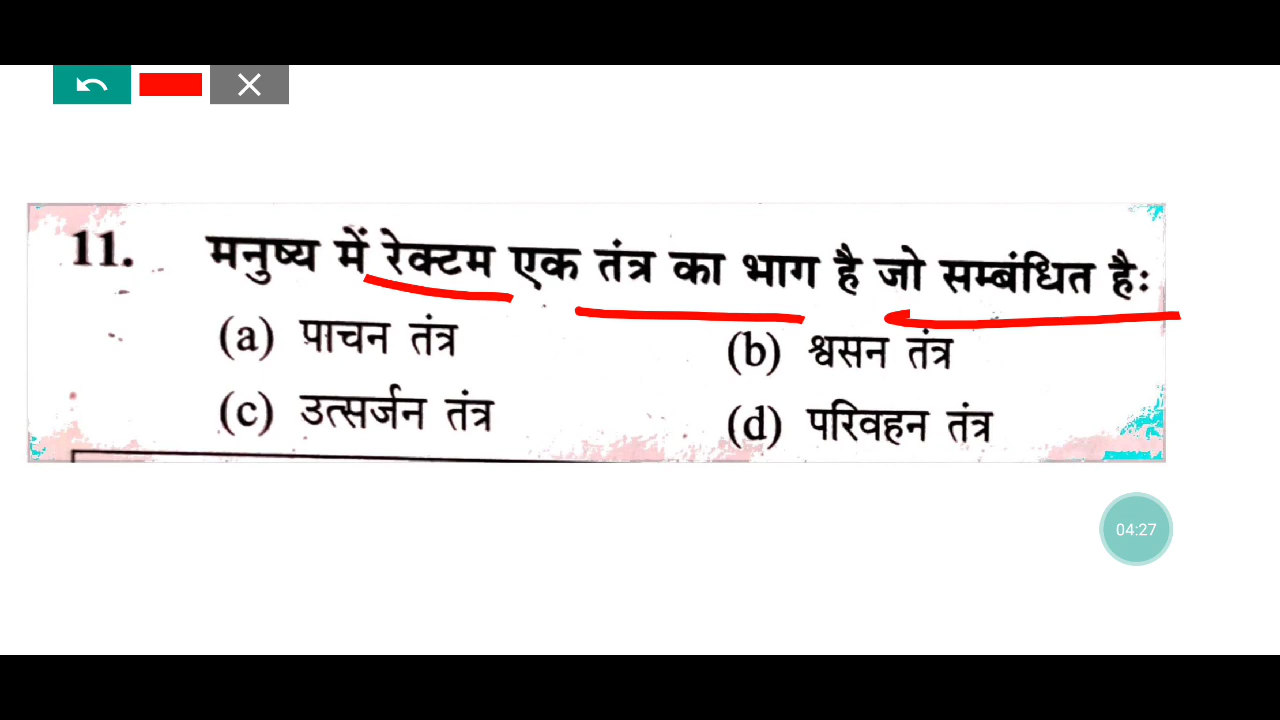 11. मनुष्य में रेक्टम एक तंत्र का भाग है जो सम्बंधित है:
(a) पाचन तंत्र (b) श्वसन तंत्र
(c) उत्सर्जन तंत्र (d) परिवहन तंत्र
04:27